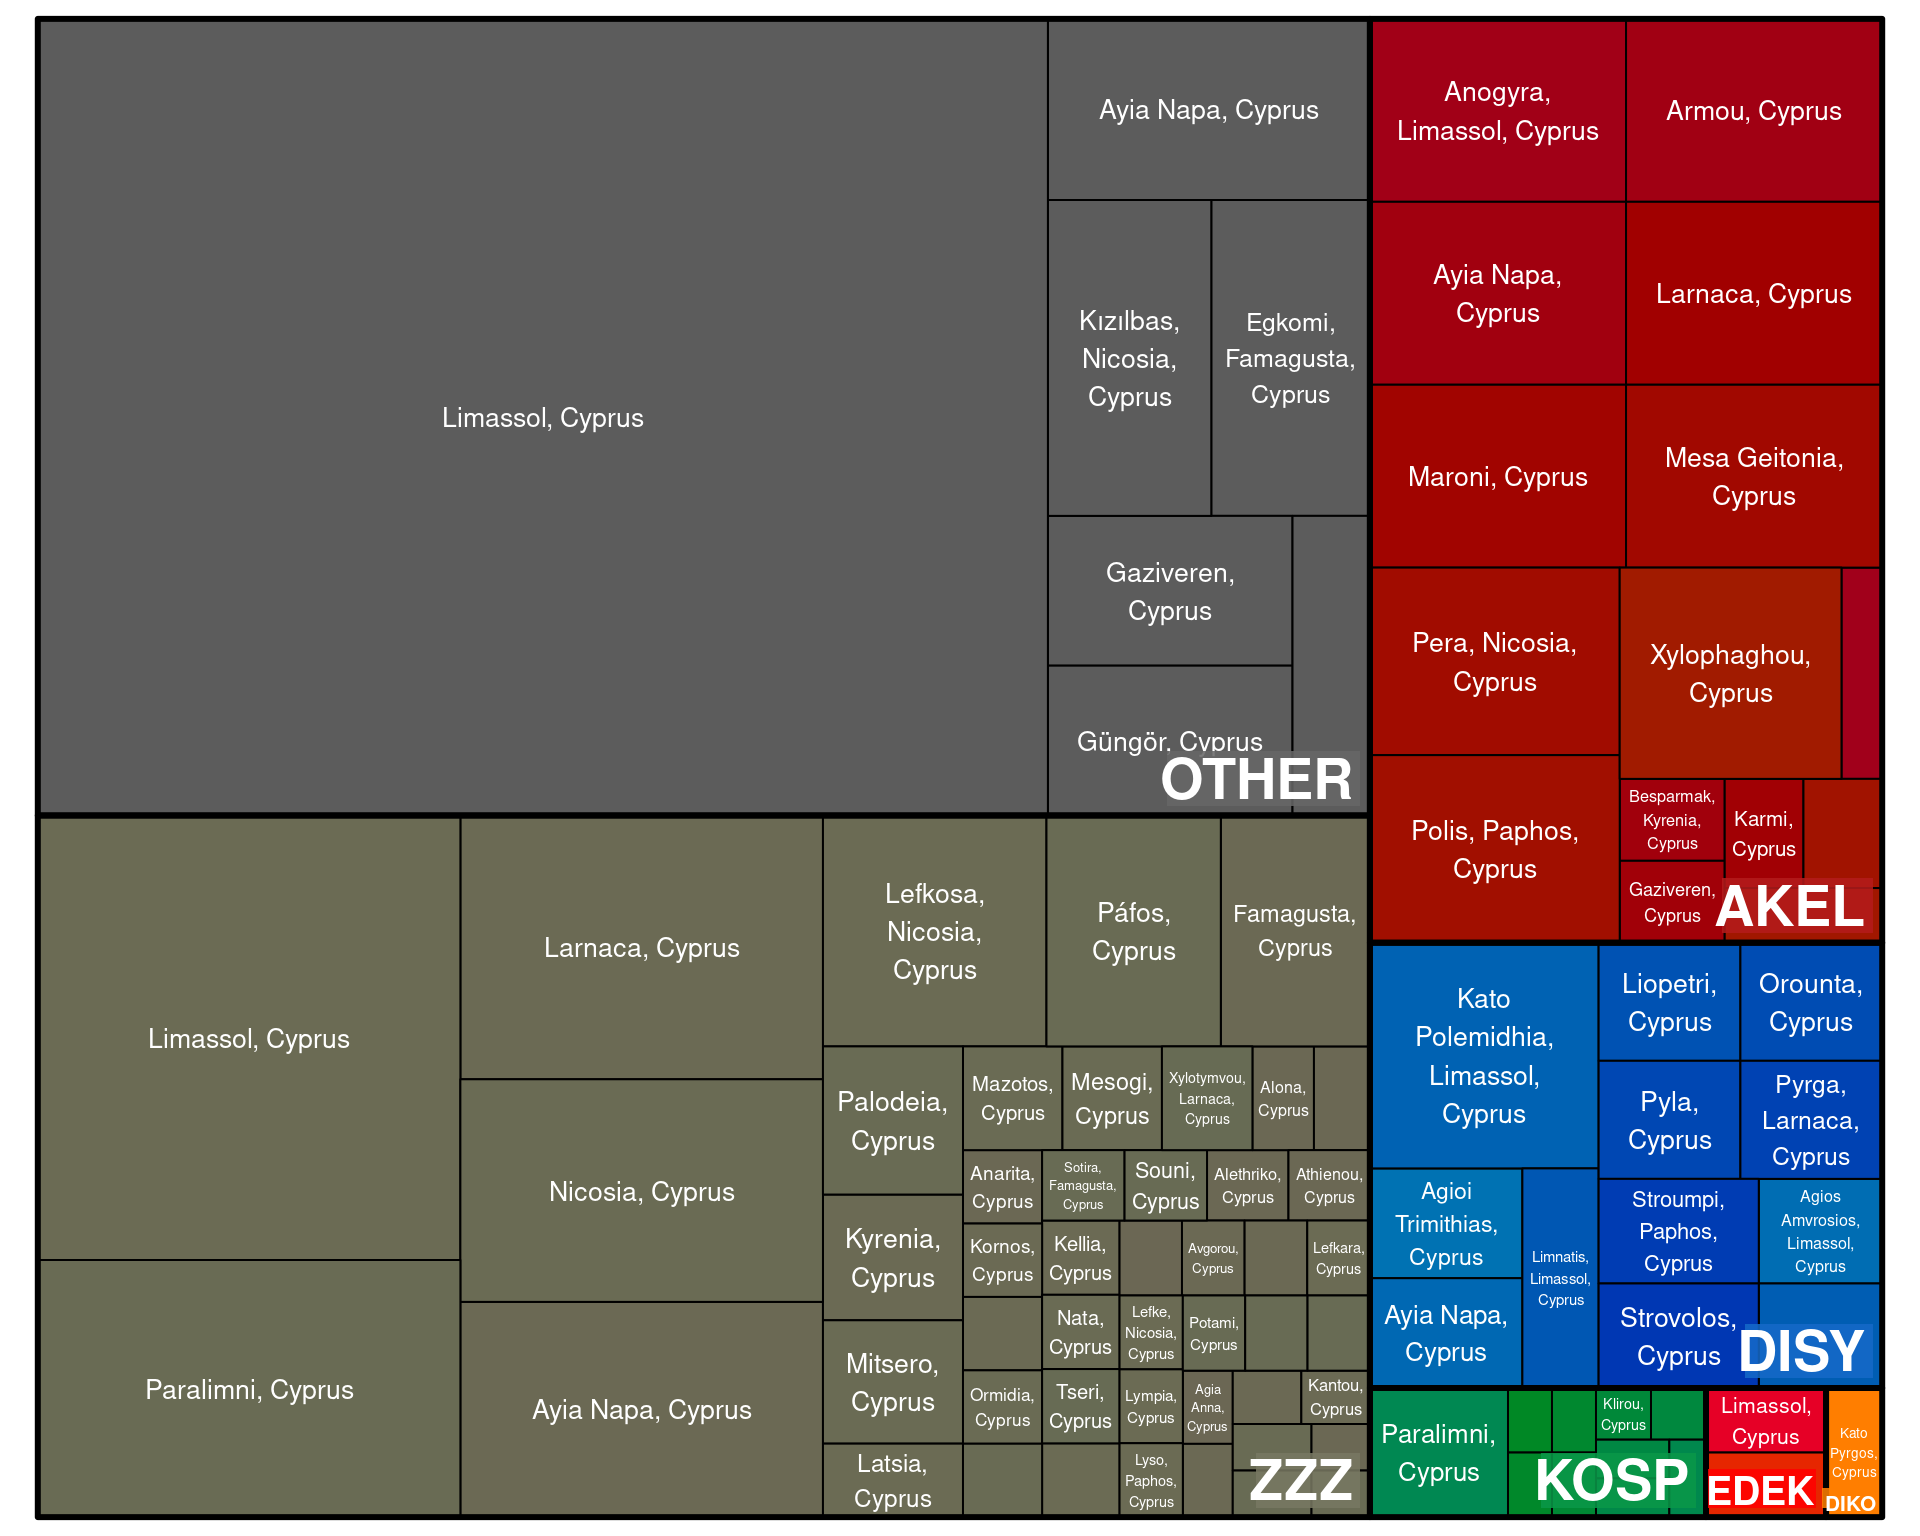 Limassol, Cyprus
Ayia Napa, Cyprus
Kızılbas,
Nicosia,
Cyprus
Egkomi,
Famagusta,
Cyprus
Gaziveren,
Cyprus
Güngör, Cyprus
OTHER
Anogyra,
Limassol, Cyprus
Armou, Cyprus
Ayia Napa,
Cyprus
Larnaca, Cyprus
Maroni, Cyprus
Mesa Geitonia,
Cyprus
Pera, Nicosia,
Cyprus
Xylophaghou,
Cyprus
Polis, Paphos,
Cyprus
Besparmak,
Kyrenia,
Cyprus
Karmi,
Cyprus
Gaziveren,
Cyprus
AKEL
Limassol, Cyprus
Paralimni, Cyprus
Larnaca, Cyprus
Nicosia, Cyprus
Ayia Napa, Cyprus
Lefkosa,
Nicosia,
Cyprus
Páfos,
Cyprus
Famagusta,
Cyprus
Palodeia,
Cyprus
Kyrenia,
Cyprus
Mitsero,
Cyprus
Latsia,
Cyprus
Mazotos,
Cyprus
Mesogi,
Cyprus
Xylotymvou,
Larnaca,
Cyprus
Alona,
Cyprus
Anarita,
Cyprus
Sotira,
Famagusta,
Cyprus
Souni,
Cyprus
Alethriko,
Cyprus
Athienou,
Cyprus
Kornos,
Cyprus
Kellia,
Cyprus
Avgorou,
Cyprus
Lefkara,
Cyprus
Nata,
Cyprus
Lefke,
Nicosia,
Cyprus
Potami,
Cyprus
Ormidia,
Cyprus
Tseri,
Cyprus
Lympia,
Cyprus
Agia
Anna,
Cyprus
Kantou,
Cyprus
Lyso,
Paphos,
Cyprus
ZZZ
Kato
Polemidhia,
Limassol,
Cyprus
Liopetri,
Cyprus
Orounta,
Cyprus
Pyla,
Cyprus
Pyrga,
Larnaca,
Cyprus
Agioi
Trimithias,
Cyprus
Limnatis,
Limassol,
Cyprus
Ayia Napa,
Cyprus
Stroumpi,
Paphos,
Cyprus
Agios
Amvrosios,
Limassol,
Cyprus
Strovolos,
Cyprus
DISY
Paralimni,
Cyprus
Klirou,
Cyprus
KOSP
Limassol,
Cyprus
EDEK
Kato
Pyrgos,
Cyprus
DIKO